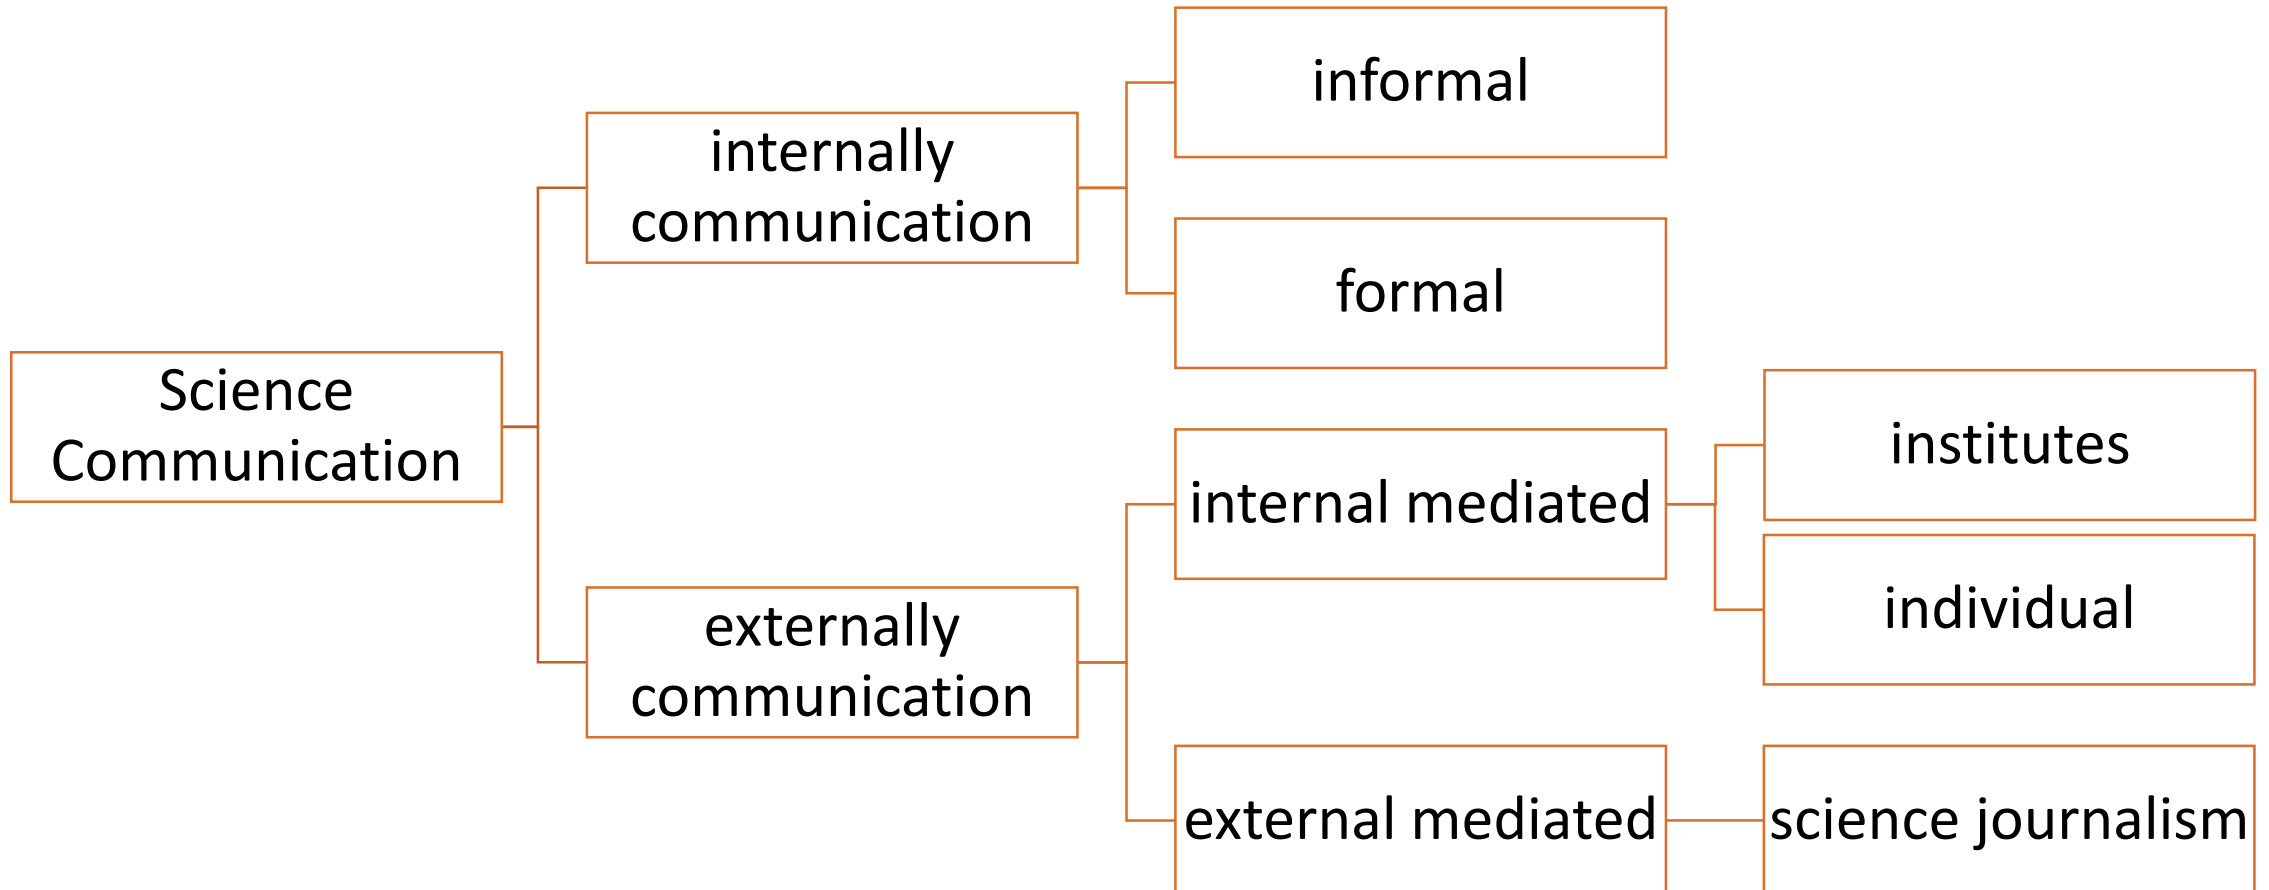 Science
Communication
internally
communication
informal
formal
externally
communication
internal mediated
institutes
individual
external mediated
science journalism